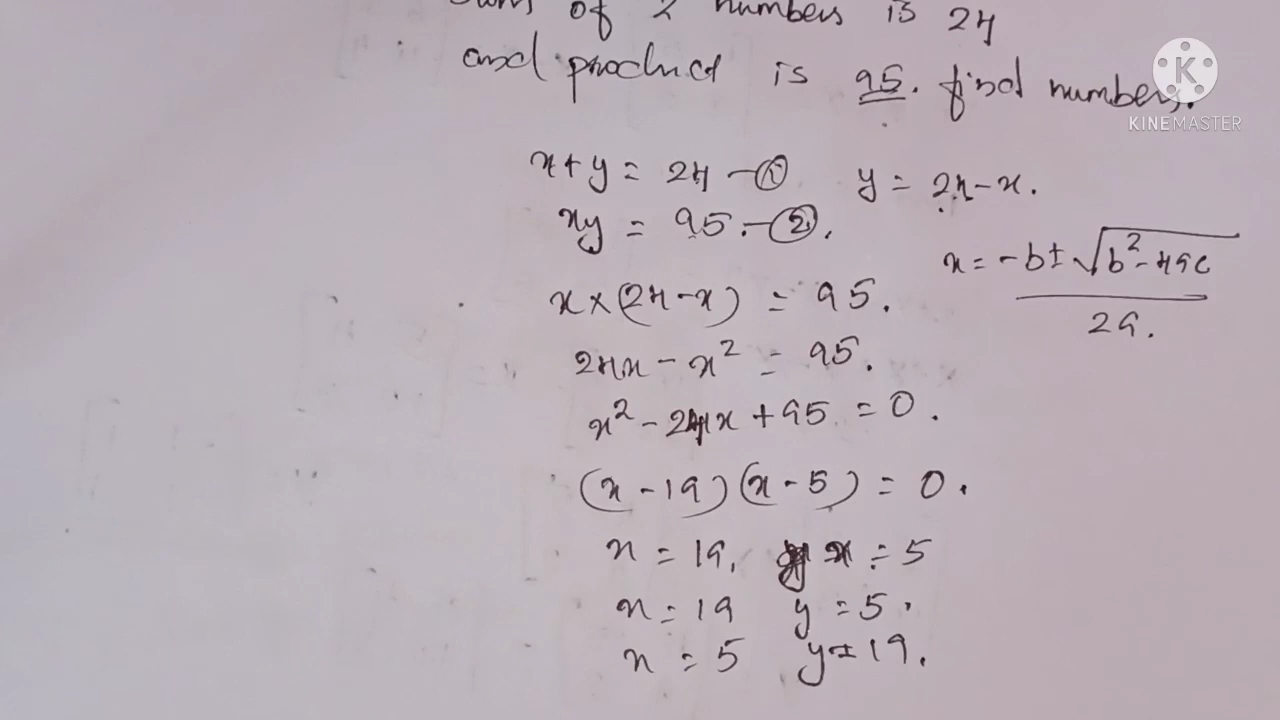 Sum of 2 numbers is 24
and product is 95. find numbers.
K
KINEMASTER
x+y = 24 - ①
y = 24-x.
xy = 95. - ②.
x = -b ± √b² - 4ac
2a.
x × (24-x) = 95.
24x - x² = 95.
x² - 24x + 95 = 0.
(x - 19)(x - 5) = 0.
x = 19, x = 5
x = 19 y = 5.
x = 5 y = 19.